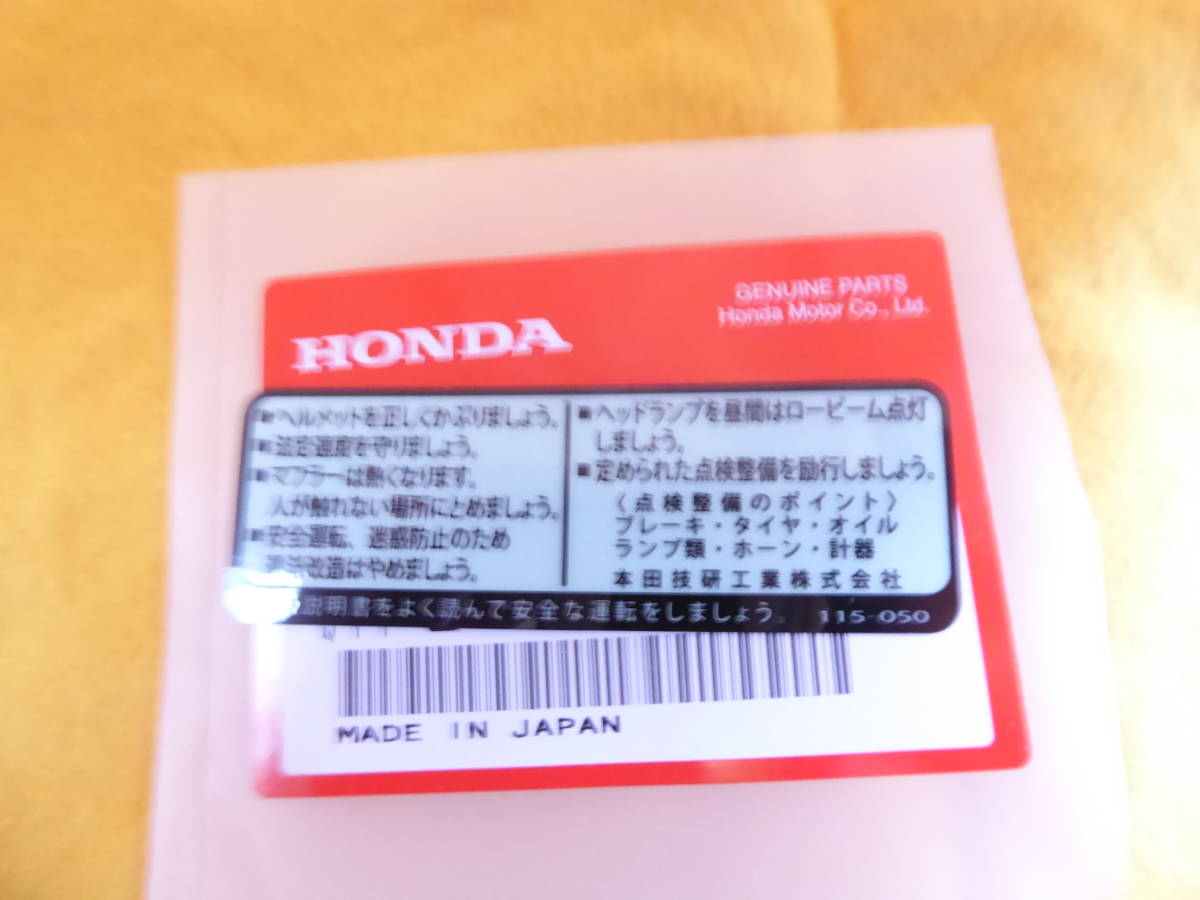 GENUINE PARTS
Honda Motor Co., Ltd.
HONDA
■ヘルメットを正しくかぶりましょう。
■法定速度を守りましょう。
■マフラーは熱くなります。
人が触れない場所にとめましょう。
■安全運転、迷惑防止のため
改造はやめましょう。
■ヘッドランプを昼間はロービーム点灯
しましょう。
■定められた点検整備を励行しましょう。
〈点検整備のポイント〉
ブレーキ・タイヤ・オイル
ランプ類・ホーン・計器
本田技研工業株式会社
説明書をよく読んで安全な運転をしましょう。 115-050
MADE IN JAPAN